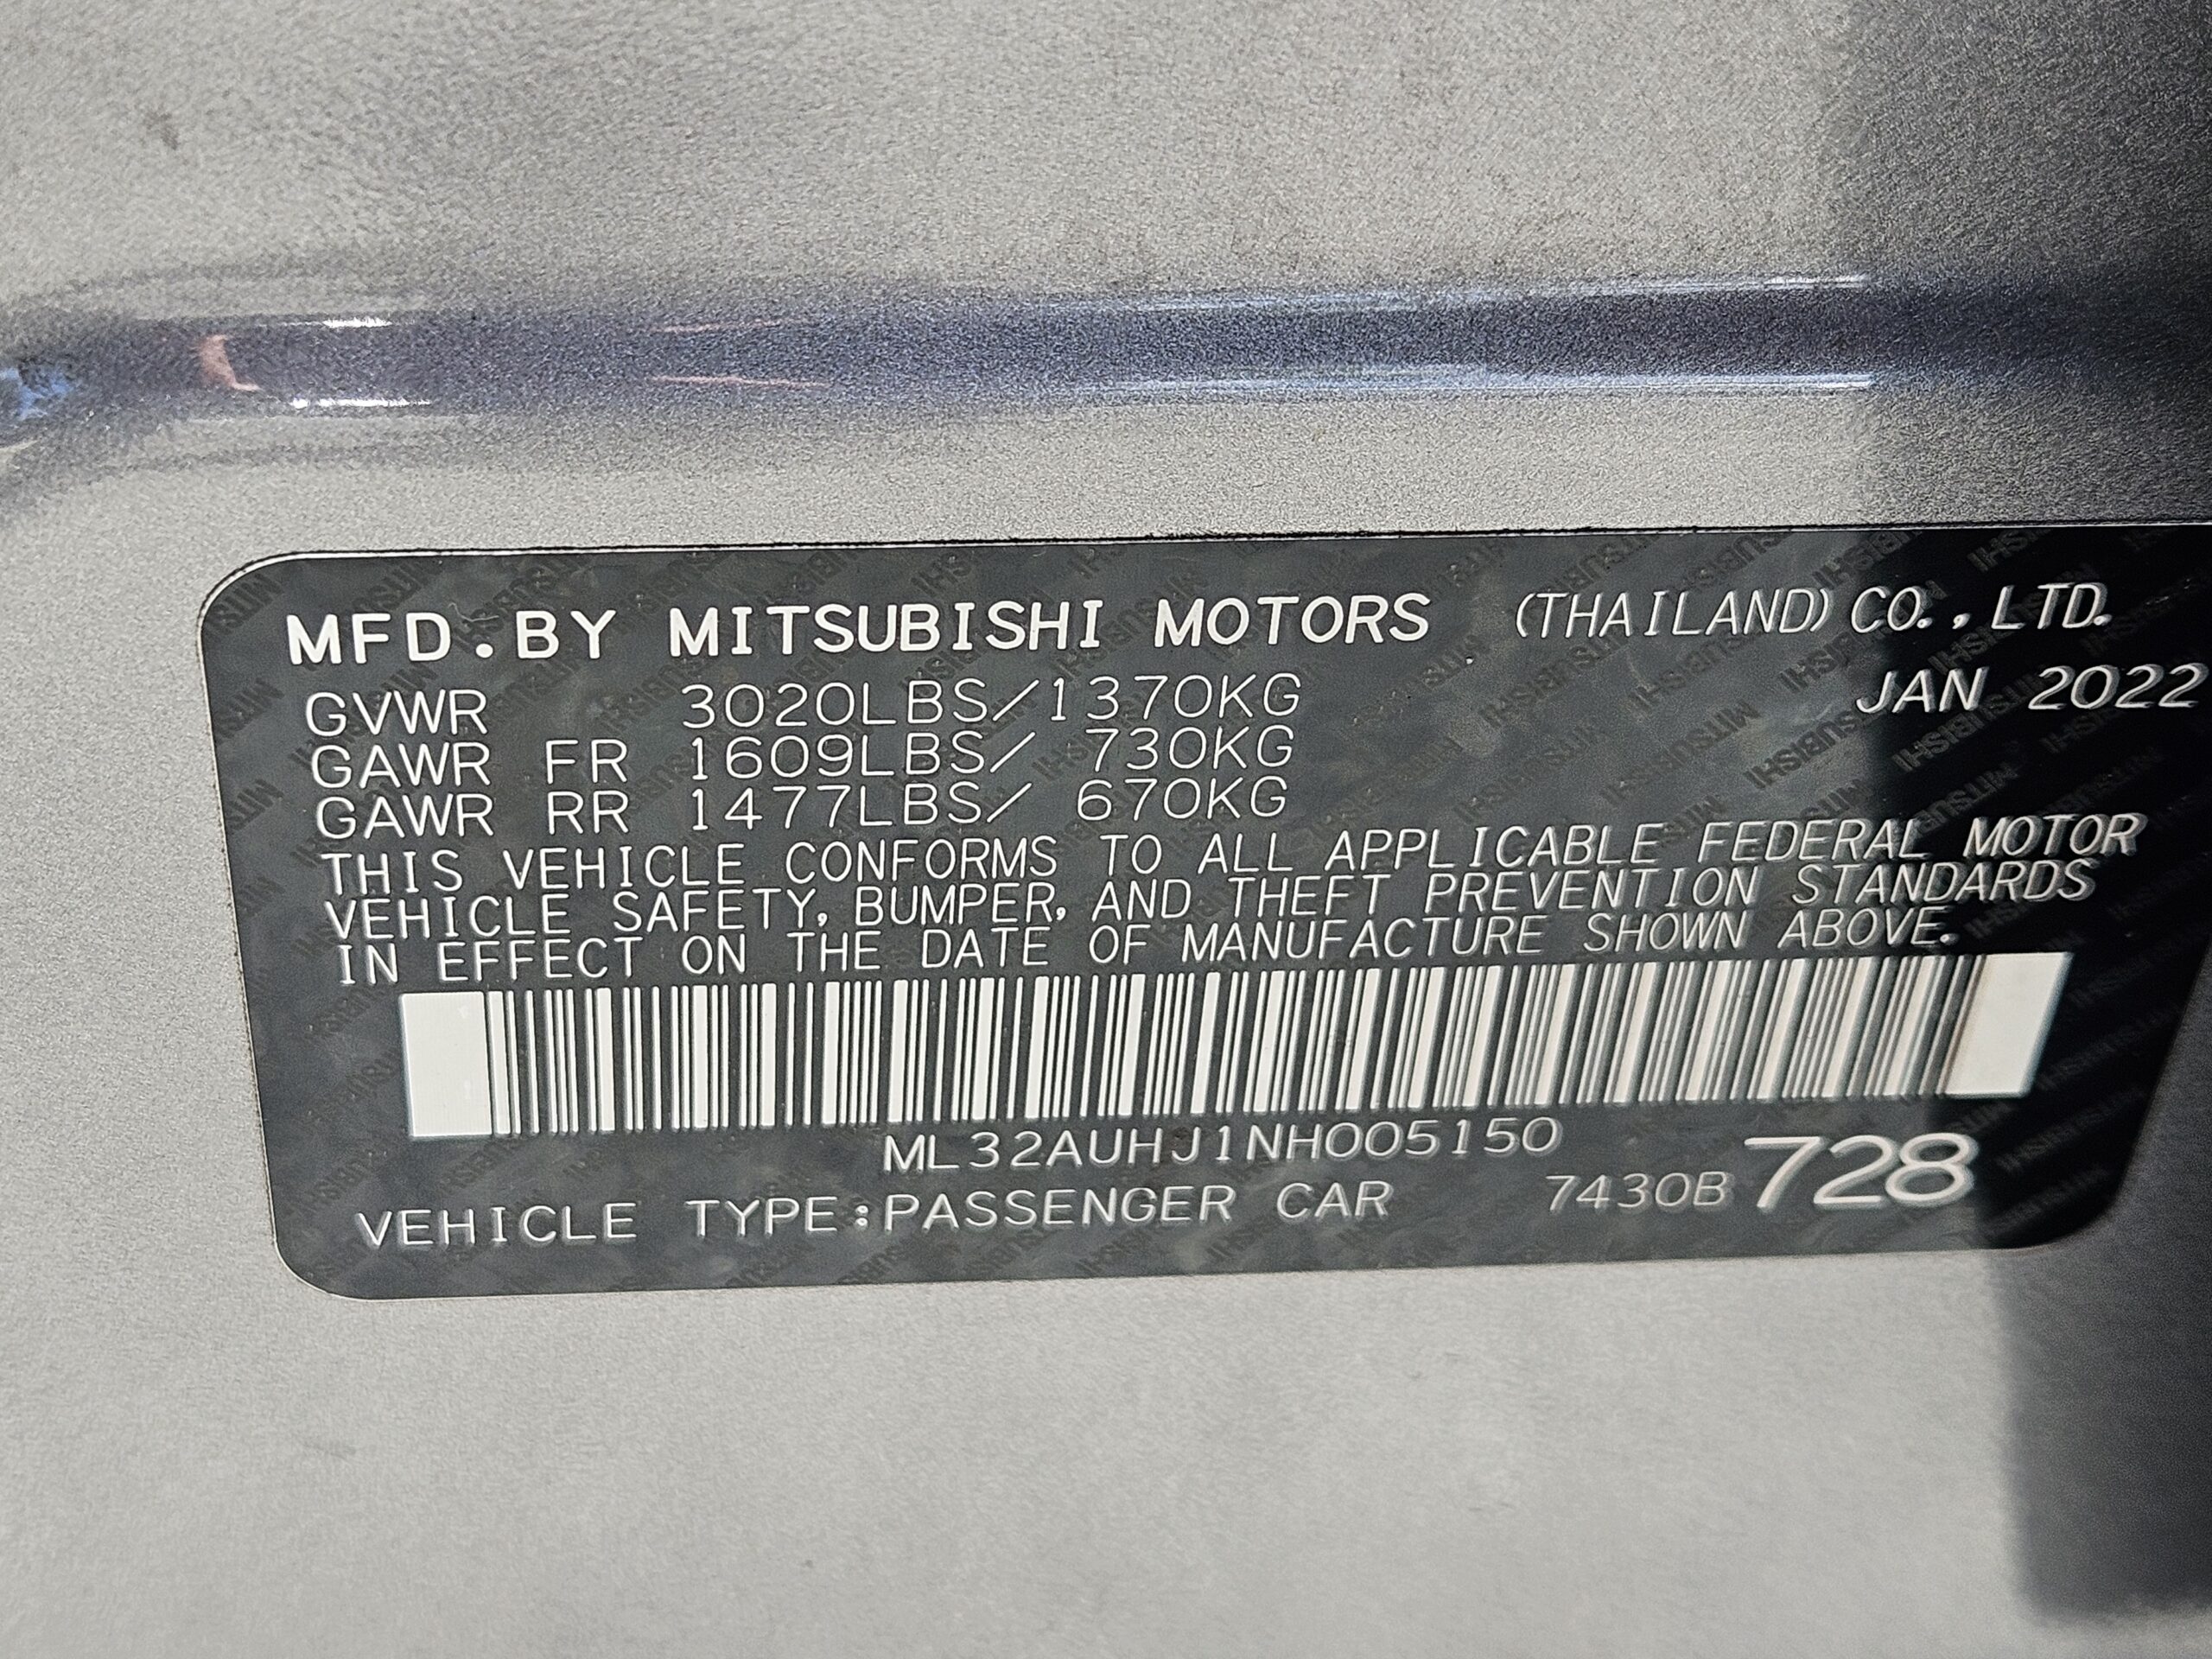 MFD.BY MITSUBISHI MOTORS (THAILAND) CO., LTD.
JAN 2022
GVWR 3020LBS/1370KG
GAWR FR 1609LBS/ 730KG
GAWR RR 1477LBS/ 670KG
THIS VEHICLE CONFORMS TO ALL APPLICABLE FEDERAL MOTOR
VEHICLE SAFETY, BUMPER, AND THEFT PREVENTION STANDARDS
IN EFFECT ON THE DATE OF MANUFACTURE SHOWN ABOVE.
ML32AUHJ1NH005150
VEHICLE TYPE:PASSENGER CAR 7430B728